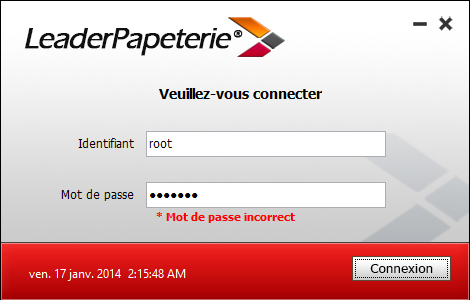 LeaderPapeterie®
Veuillez-vous connecter
Identifiant root
Mot de passe •••••••
* Mot de passe incorrect
ven. 17 janv. 2014 2:15:48 AM
Connexion